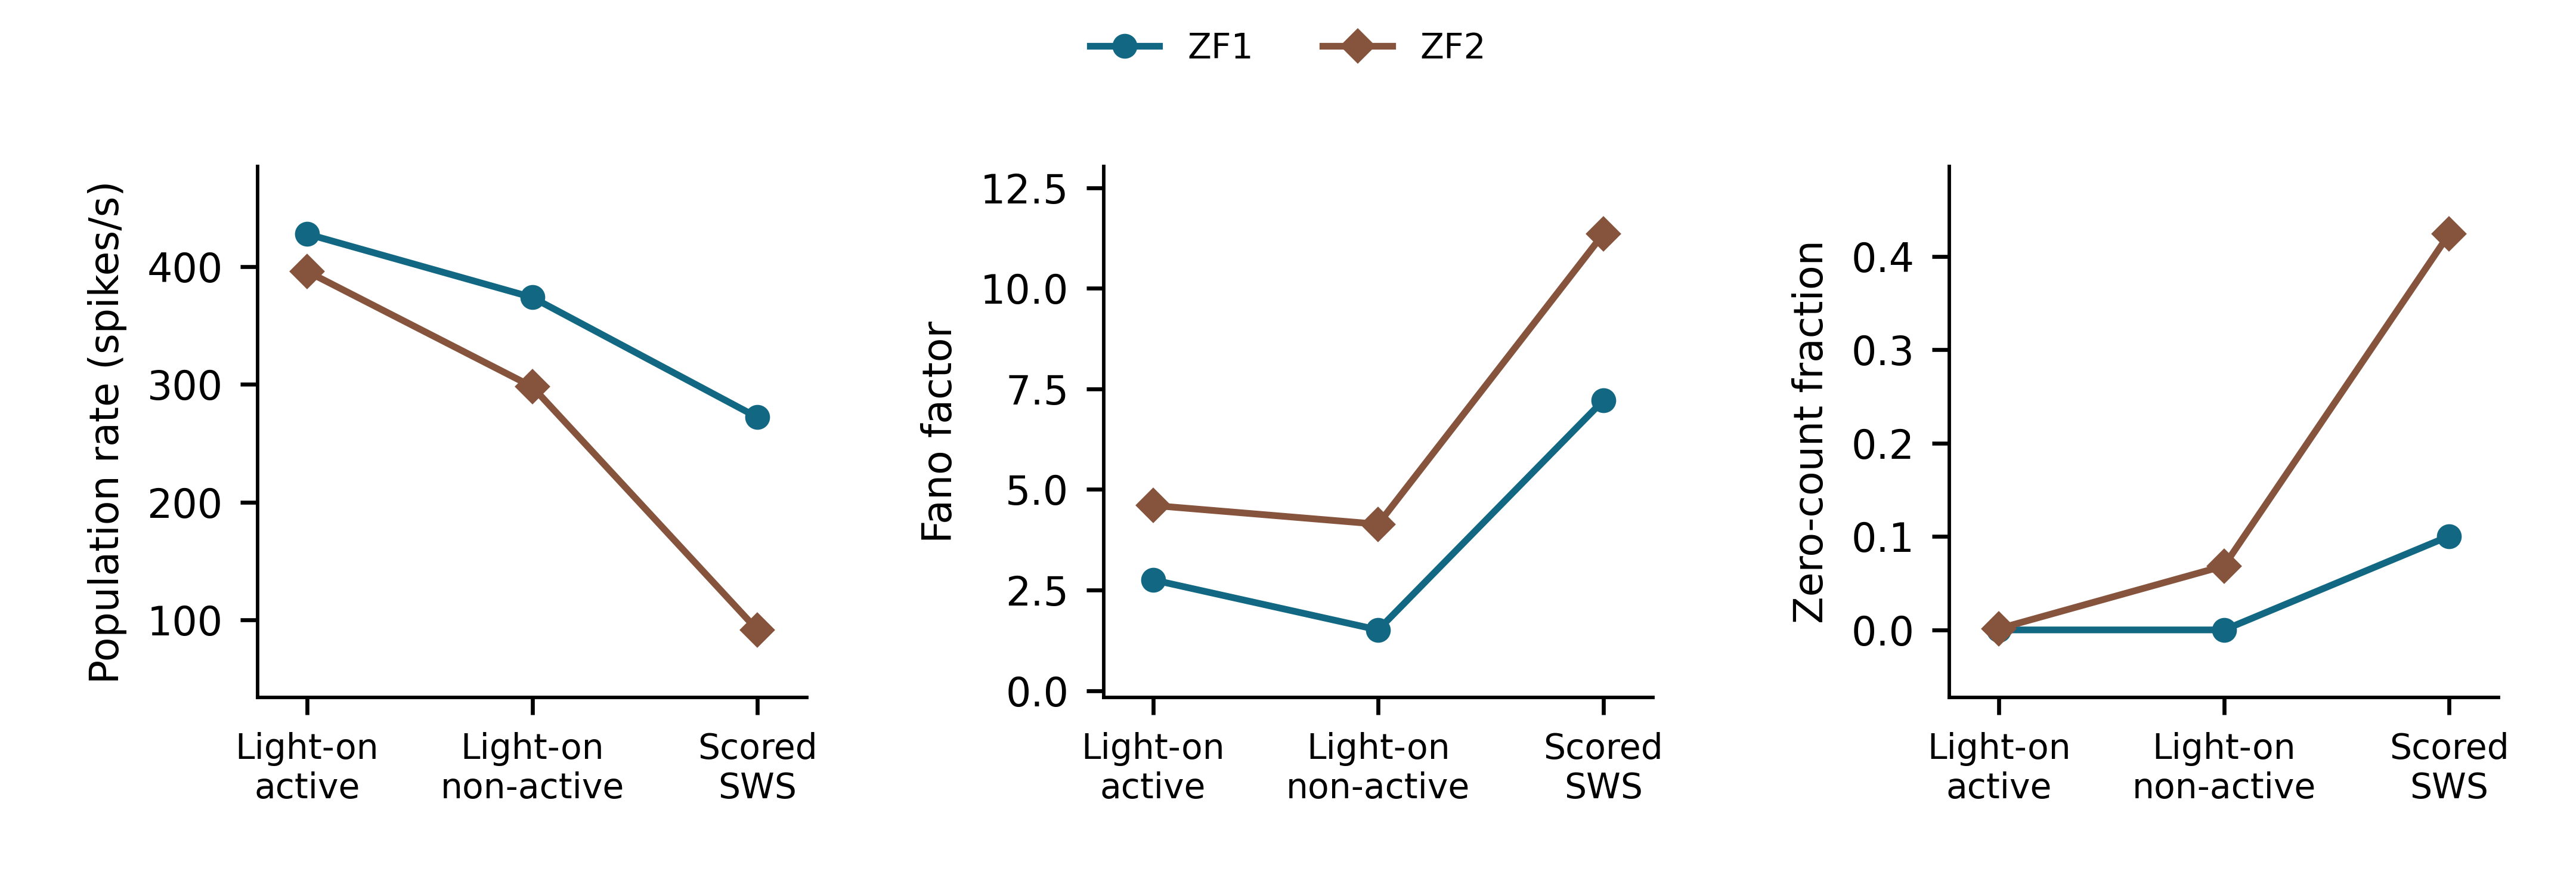 ZF1 ZF2
Population rate (spikes/s)
400
300
200
100
Light-on
active
Light-on
non-active
Scored
SWS
Fano factor
12.5
10.0
7.5
5.0
2.5
0.0
Light-on
active
Light-on
non-active
Scored
SWS
Zero-count fraction
0.4
0.3
0.2
0.1
0.0
Light-on
active
Light-on
non-active
Scored
SWS